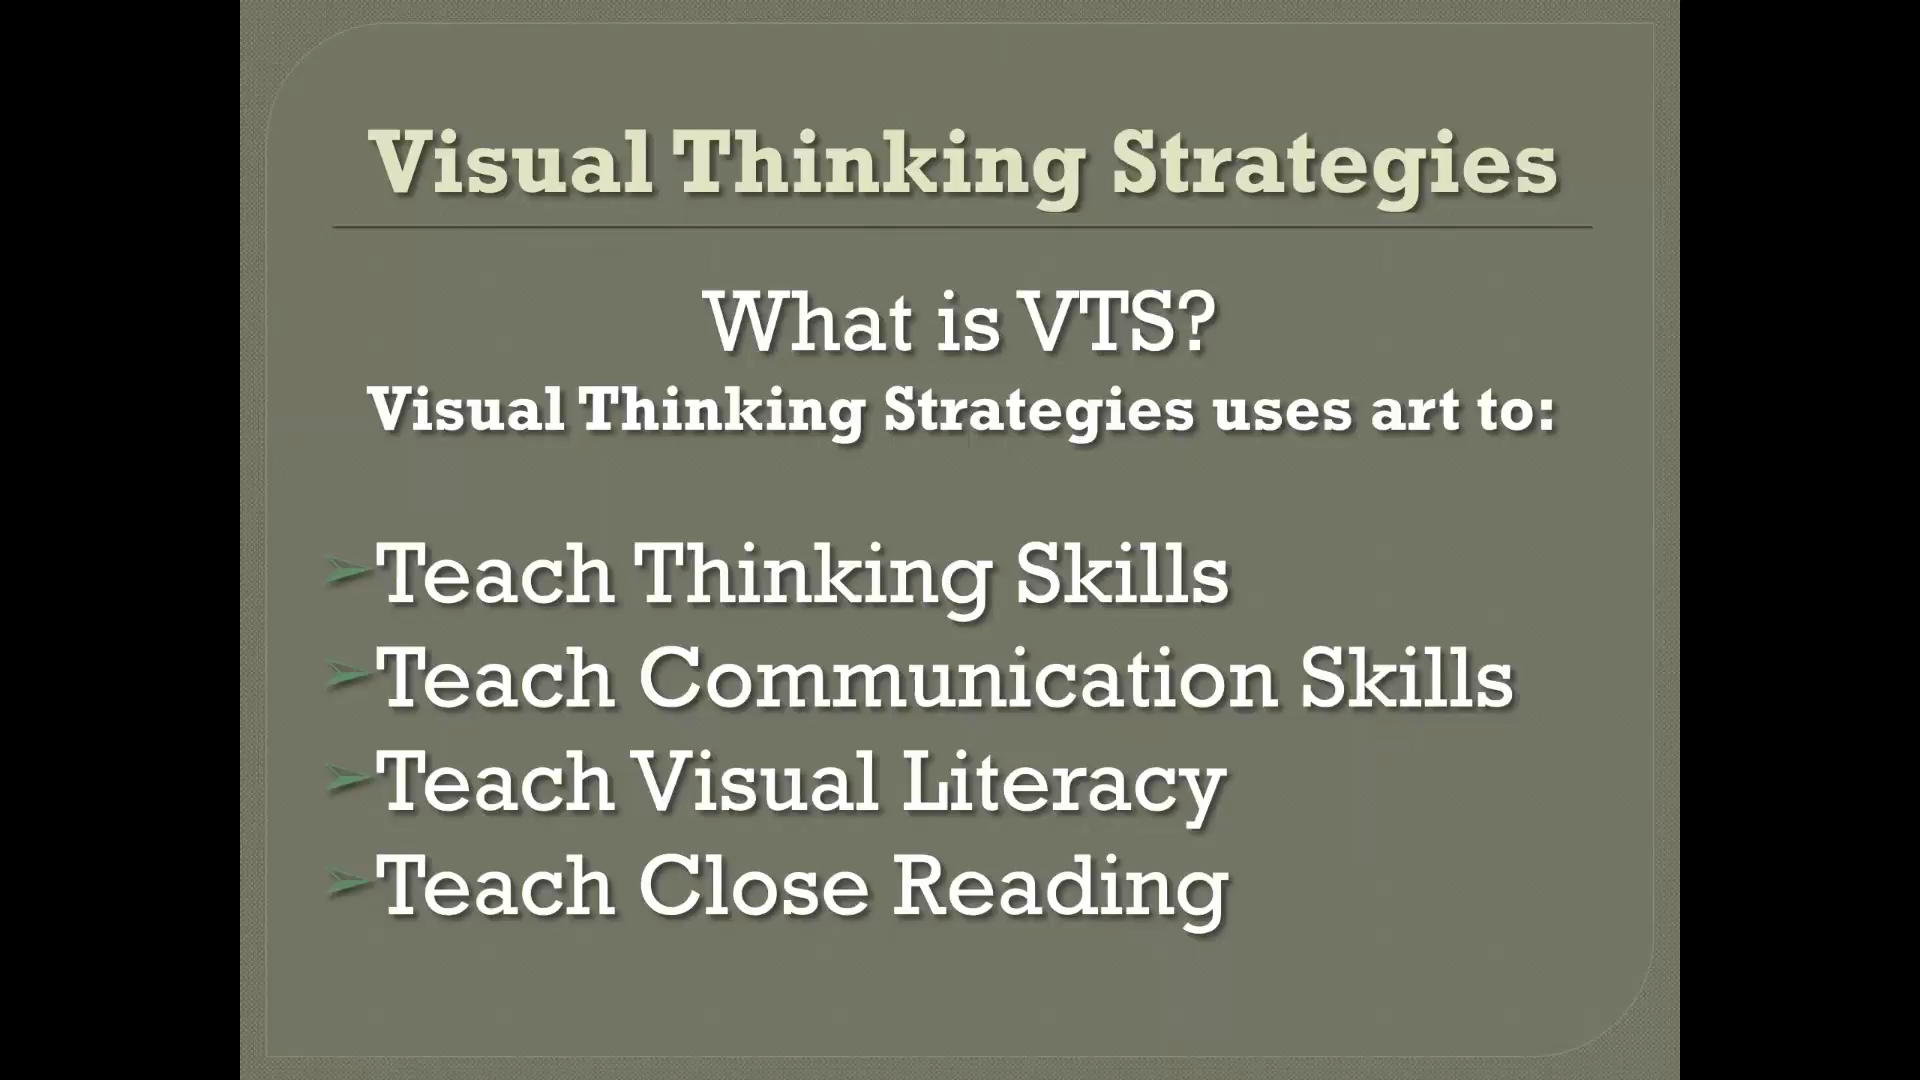 Visual Thinking Strategies
What is VTS?
Visual Thinking Strategies uses art to:
➢Teach Thinking Skills
➢Teach Communication Skills
➢Teach Visual Literacy
➢Teach Close Reading